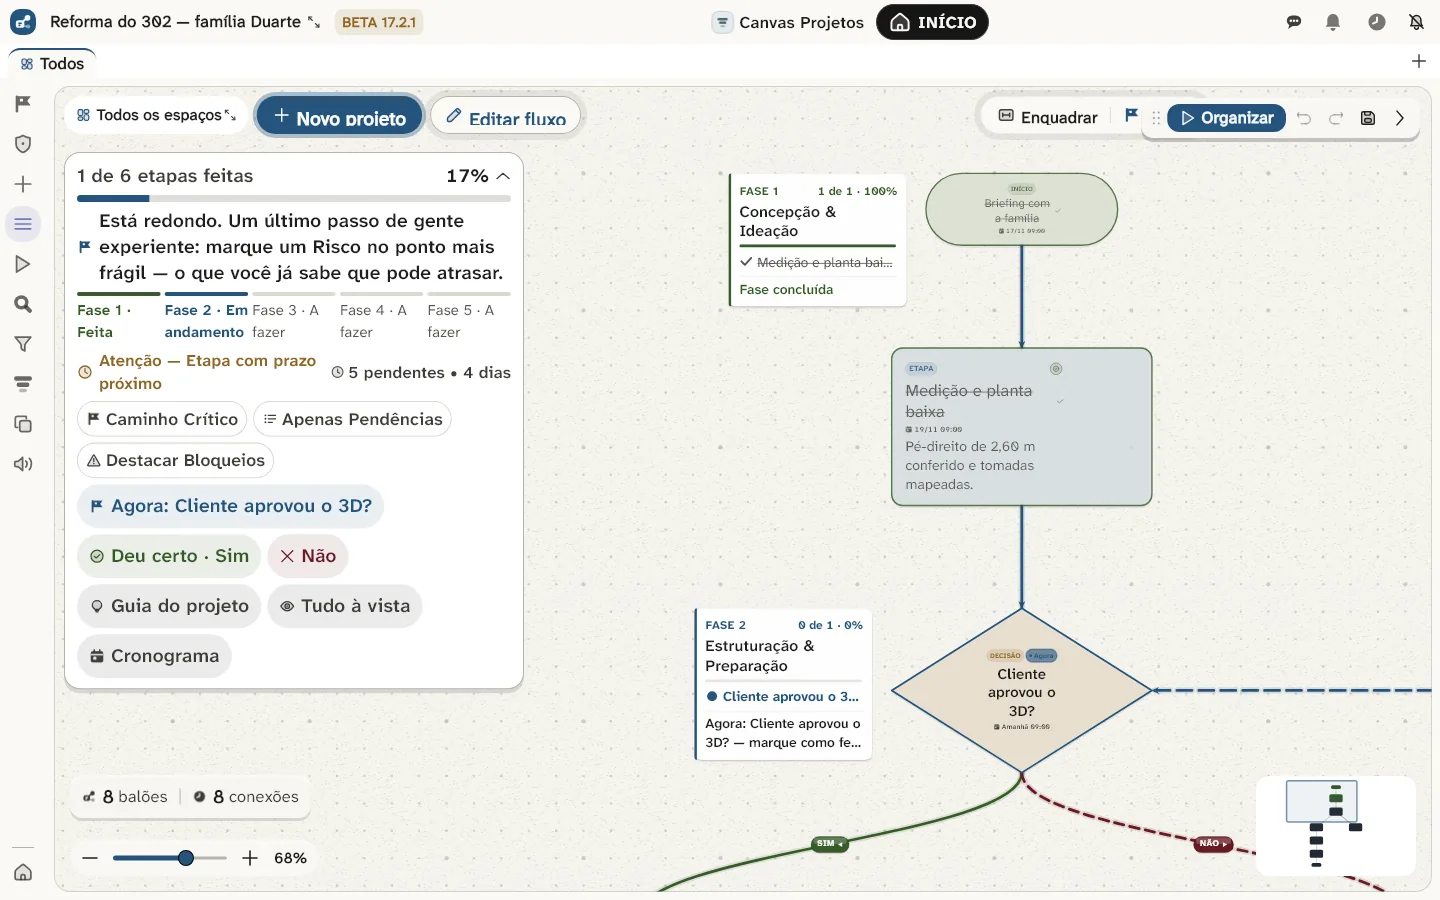 Reforma do 302 — família Duarte
BETA 17.2.1
Canvas Projetos
INÍCIO
Todos
Todos os espaços
Novo projeto
Editar fluxo
Enquadrar
Organizar
1 de 6 etapas feitas
17%
Está redondo. Um último passo de gente
experiente: marque um Risco no ponto mais
frágil — o que você já sabe que pode atrasar.
Fase 1 ·
Feita
Fase 2 · Em
andamento
Fase 3 · A
fazer
Fase 4 · A
fazer
Fase 5 · A
fazer
Atenção — Etapa com prazo
próximo
5 pendentes • 4 dias
Caminho Crítico
Apenas Pendências
Destacar Bloqueios
Agora: Cliente aprovou o 3D?
Deu certo · Sim
Não
Guia do projeto
Tudo à vista
Cronograma
FASE 1
1 de 1 · 100%
Concepção &
Ideação
Medição e planta bai...
Fase concluída
INÍCIO
Briefing com
a família
17/11 09:00
ETAPA
Medição e planta
baixa
19/11 09:00
Pé-direito de 2,60 m
conferido e tomadas
mapeadas.
FASE 2
0 de 1 · 0%
Estruturação &
Preparação
Cliente aprovou o 3...
Agora: Cliente aprovou o
3D? — marque como fe...
DECISÃO
• Agora
Cliente
aprovou o
3D?
Amanhã 09:00
SIM
NÃO
8 balões
8 conexões
68%